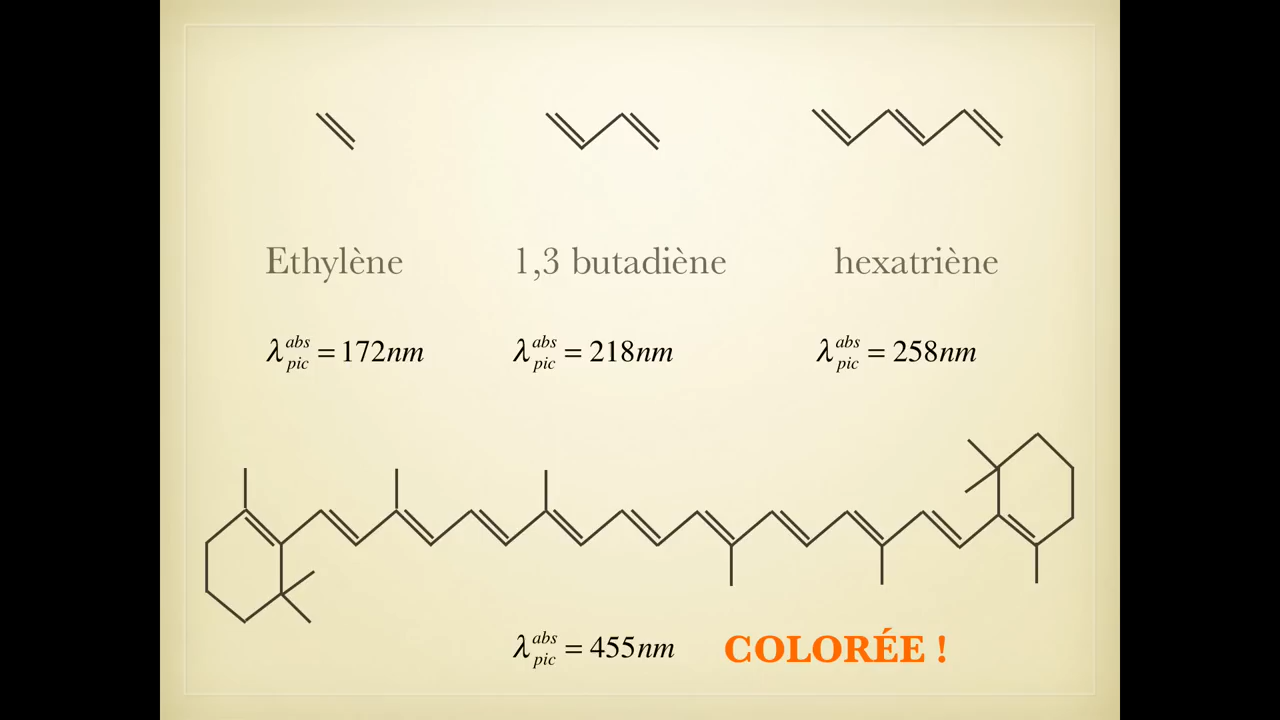 Ethylène 1,3 butadiène hexatriène
λ_pic^abs = 172nm λ_pic^abs = 218nm λ_pic^abs = 258nm
λ_pic^abs = 455nm COLORÉE !